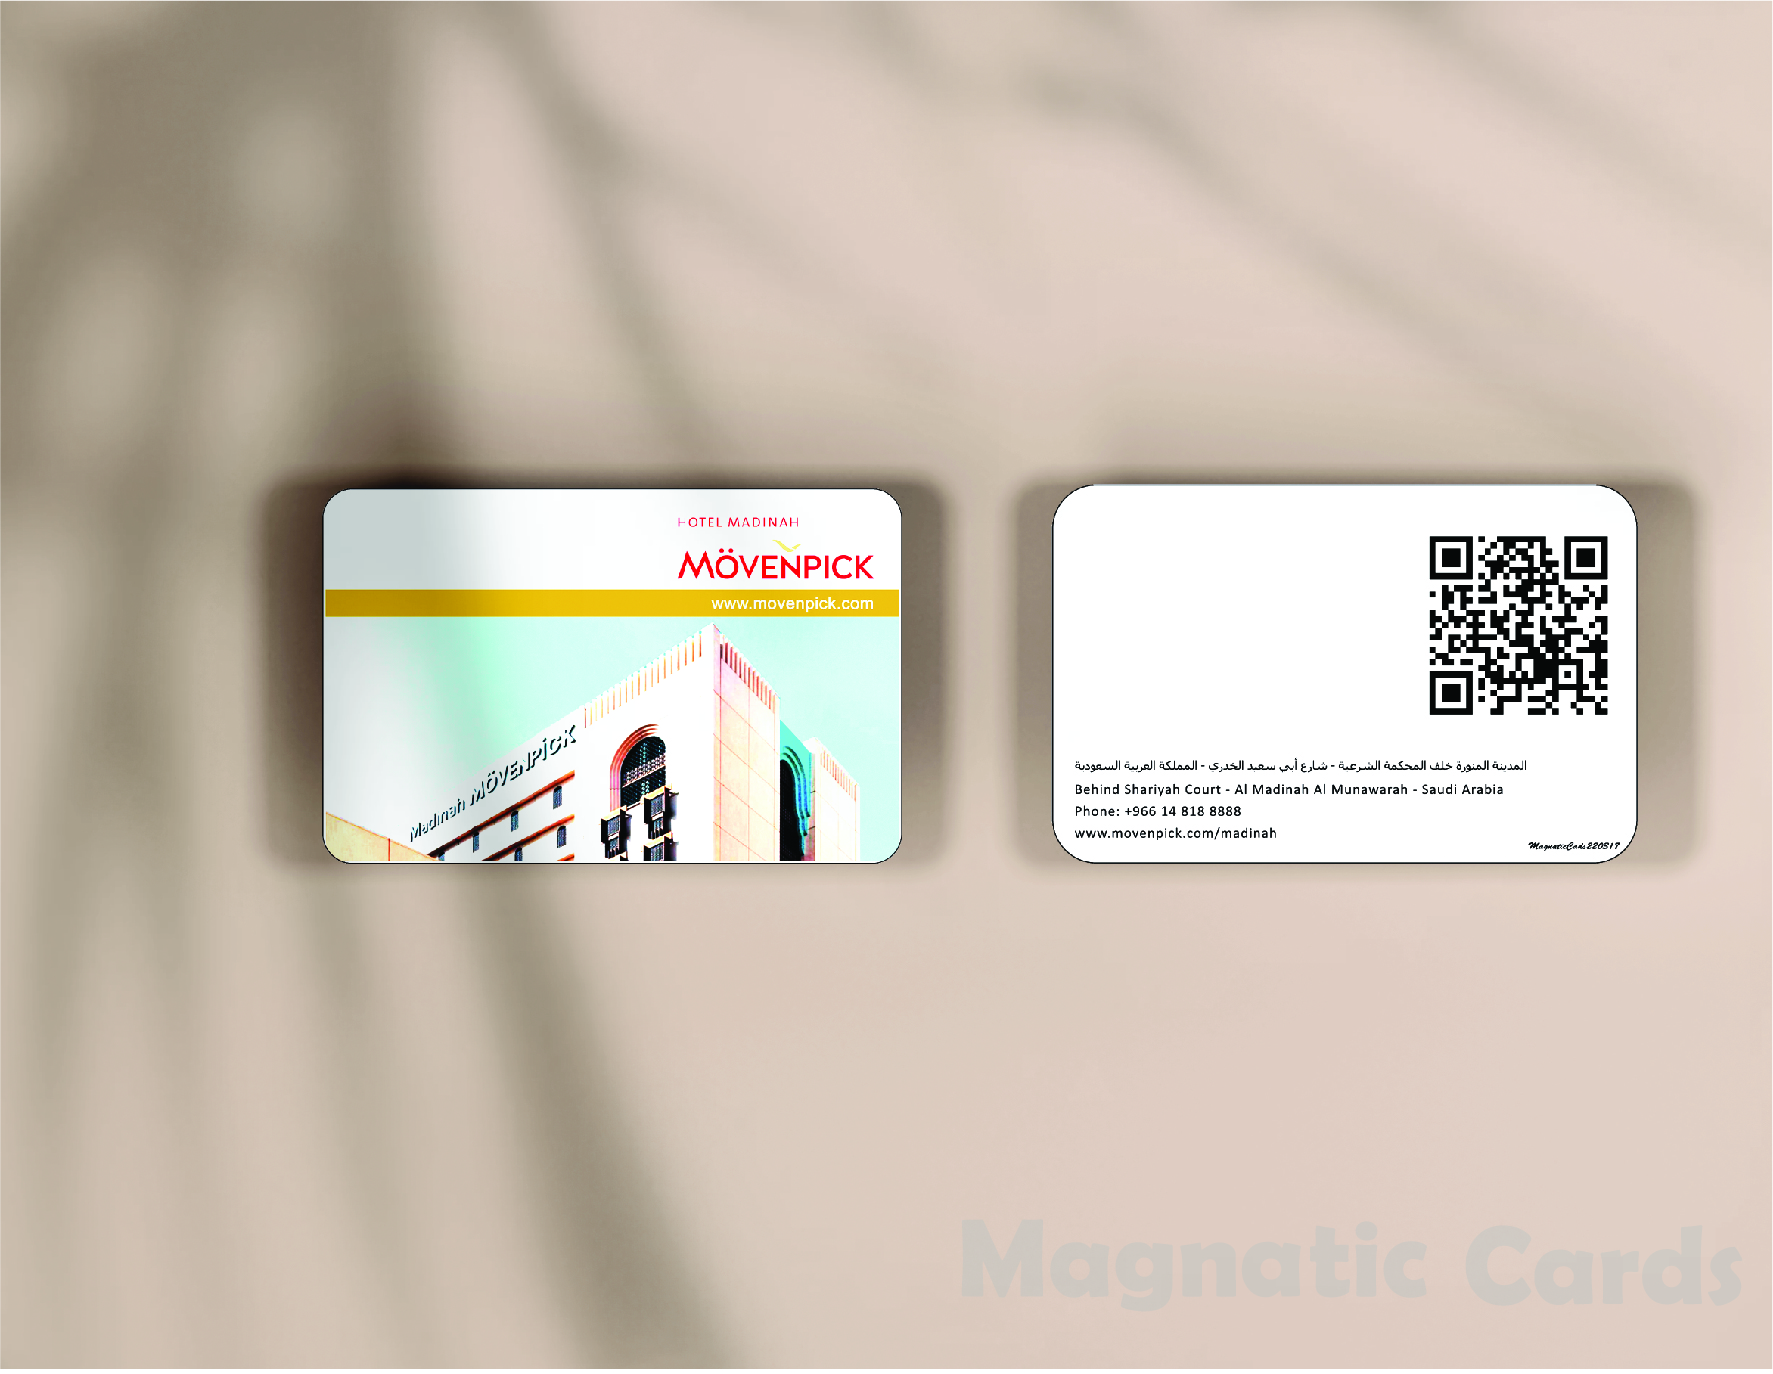 HOTEL MADINAH
MÖVENPICK
www.movenpick.com
Madinah MÖVENPICK
المدينة المنورة خلف المحكمة الشرعية - شارع أبي سعيد الخدري - المملكة العربية السعودية
Behind Shariyah Court - Al Madinah Al Munawarah - Saudi Arabia
Phone: +966 14 818 8888
www.movenpick.com/madinah
MagnaticCards220317
Magnatic Cards